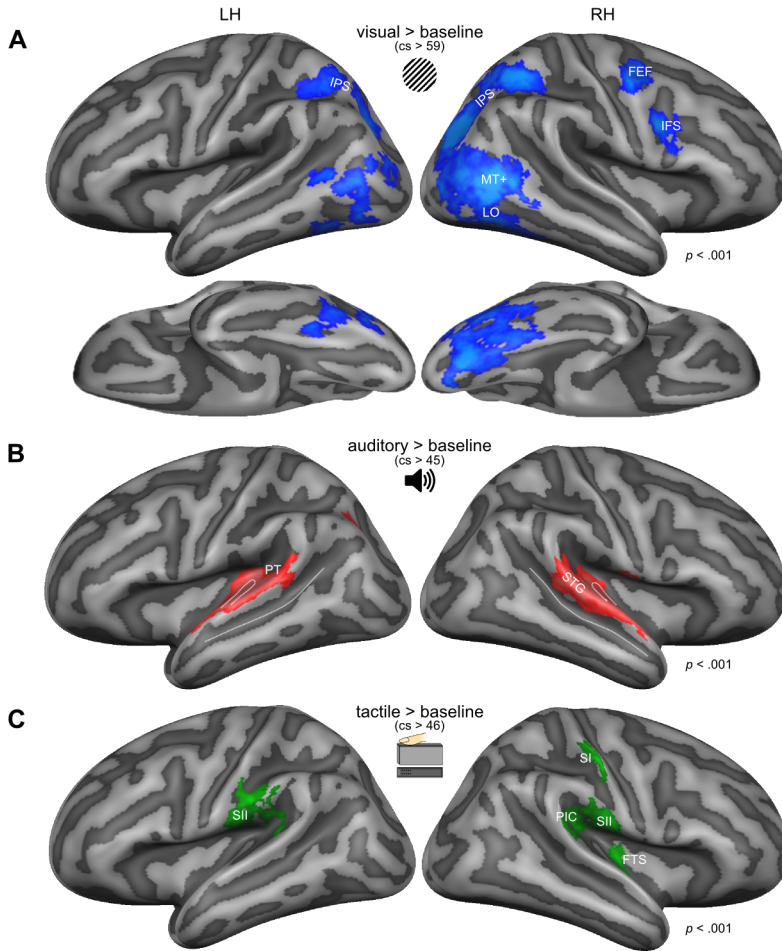 LH
RH
A
visual > baseline
(cs > 59)
IPS
IPS
FEF
IFS
MT+
LO
p < .001
B
auditory > baseline
(cs > 45)
PT
STG
p < .001
C
tactile > baseline
(cs > 46)
SI
SII
PIC
SII
FTS
p < .001